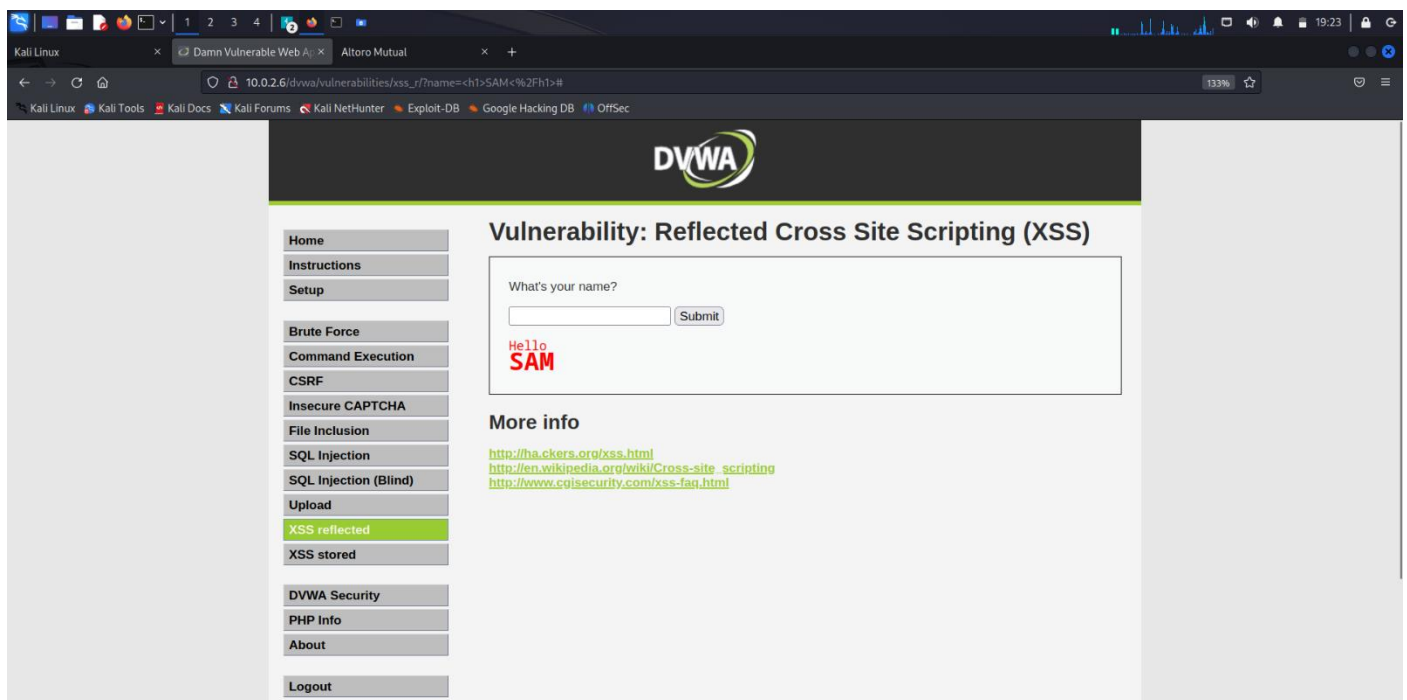 1 2 3 4 2 19:23
Kali Linux × Damn Vulnerable Web Ap × Altoro Mutual × +
10.0.2.6/dvwa/vulnerabilities/xss_r/?name=<h1>SAM<%2Fh1># 133%
Kali Linux Kali Tools Kali Docs Kali Forums Kali NetHunter Exploit-DB Google Hacking DB OffSec
DVWA
Home
Instructions
Setup
Brute Force
Command Execution
CSRF
Insecure CAPTCHA
File Inclusion
SQL Injection
SQL Injection (Blind)
Upload
XSS reflected
XSS stored
DVWA Security
PHP Info
About
Logout
Vulnerability: Reflected Cross Site Scripting (XSS)
What's your name?
Submit
Hello
SAM
More info
http://ha.ckers.org/xss.html
http://en.wikipedia.org/wiki/Cross-site_scripting
http://www.cgisecurity.com/xss-faq.html